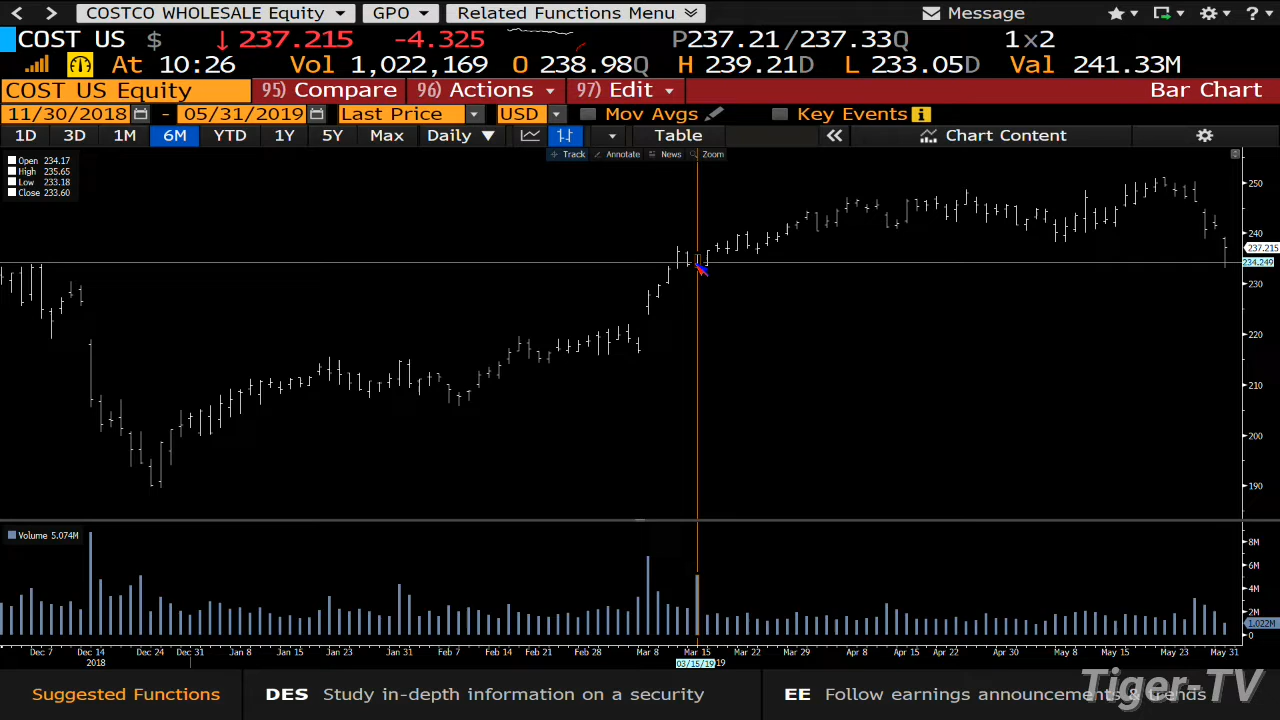 COSTCO WHOLESALE Equity GPO Related Functions Menu Message
COST US $ ↓ 237.215 -4.325 P237.21/237.33Q 1×2
At 10:26 Vol 1,022,169 O 238.98Q H 239.21D L 233.05D Val 241.33M
COST US Equity 95) Compare 96) Actions 97) Edit Bar Chart
11/30/2018 - 05/31/2019 Last Price USD Mov Avgs Key Events
1D 3D 1M 6M YTD 1Y 5Y Max Daily ▼ Table « Chart Content
Track Annotate News Zoom
Open 234.17
High 235.65
Low 233.18
Close 233.60
250
240
237.215
234.249
230
220
210
200
190
Volume 5.074M
8M
6M
4M
2M
1.022M
0
Dec 7 Dec 14 Dec 24 Dec 31 Jan 8 Jan 15 Jan 23 Jan 31 Feb 7 Feb 14 Feb 21 Feb 28 Mar 8 Mar 15 Mar 22 Mar 29 Apr 8 Apr 15 Apr 22 Apr 30 May 8 May 15 May 23 May 31
2018 03/15/19 19
Suggested Functions DES Study in-depth information on a security EE Follow earnings announcements & trends
Tiger-TV